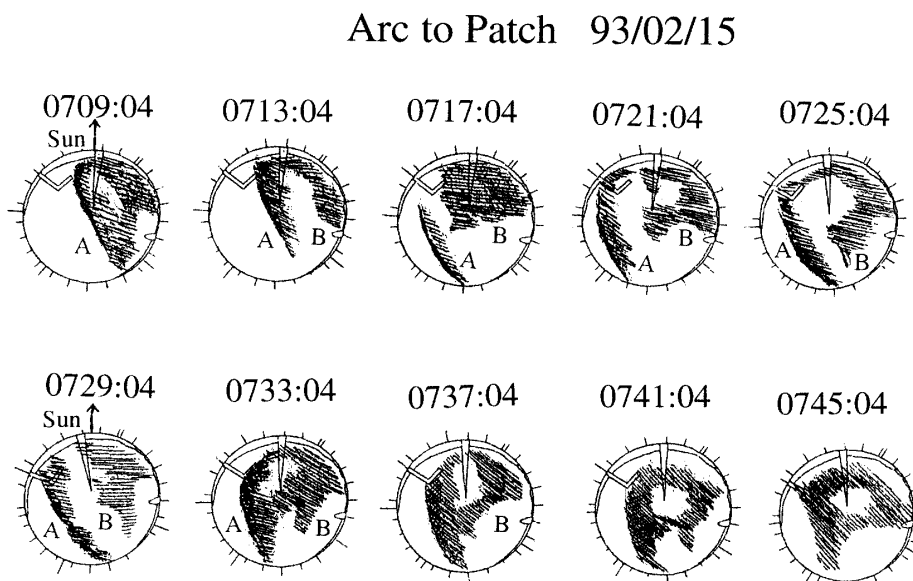 Arc to Patch 93/02/15
0709:04 0713:04 0717:04 0721:04 0725:04
Sun
A A B A B A B A B
0729:04 0733:04 0737:04 0741:04 0745:04
Sun
A B A B A B